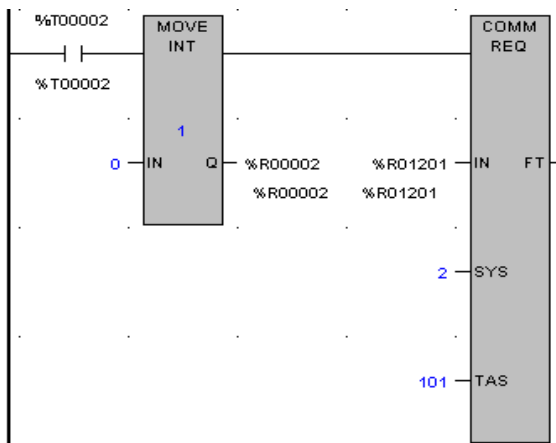 %T00002
MOVE
INT
COMM
REQ
%T00002
1
0 IN Q %R00002 %R01201 IN FT
%R00002 %R01201
2 SYS
101 TAS